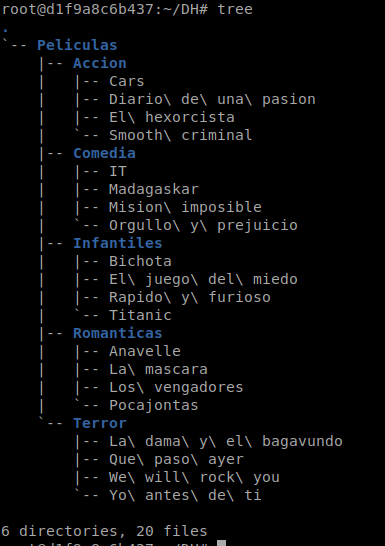 root@d1f9a8c6b437:~/DH# tree
.
`-- Peliculas
    |-- Accion
    |   |-- Cars
    |   |-- Diario\ de\ una\ pasion
    |   |-- El\ hexorcista
    |   `-- Smooth\ criminal
    |-- Comedia
    |   |-- IT
    |   |-- Madagaskar
    |   |-- Mision\ imposible
    |   `-- Orgullo\ y\ prejuicio
    |-- Infantiles
    |   |-- Bichota
    |   |-- El\ juego\ del\ miedo
    |   |-- Rapido\ y\ furioso
    |   `-- Titanic
    |-- Romanticas
    |   |-- Anavelle
    |   |-- La\ mascara
    |   |-- Los\ vengadores
    |   `-- Pocajontas
    `-- Terror
        |-- La\ dama\ y\ el\ bagavundo
        |-- Que\ paso\ ayer
        |-- We\ will\ rock\ you
        `-- Yo\ antes\ de\ ti

6 directories, 20 files
root@d1f9a8c6b437:~/DH#